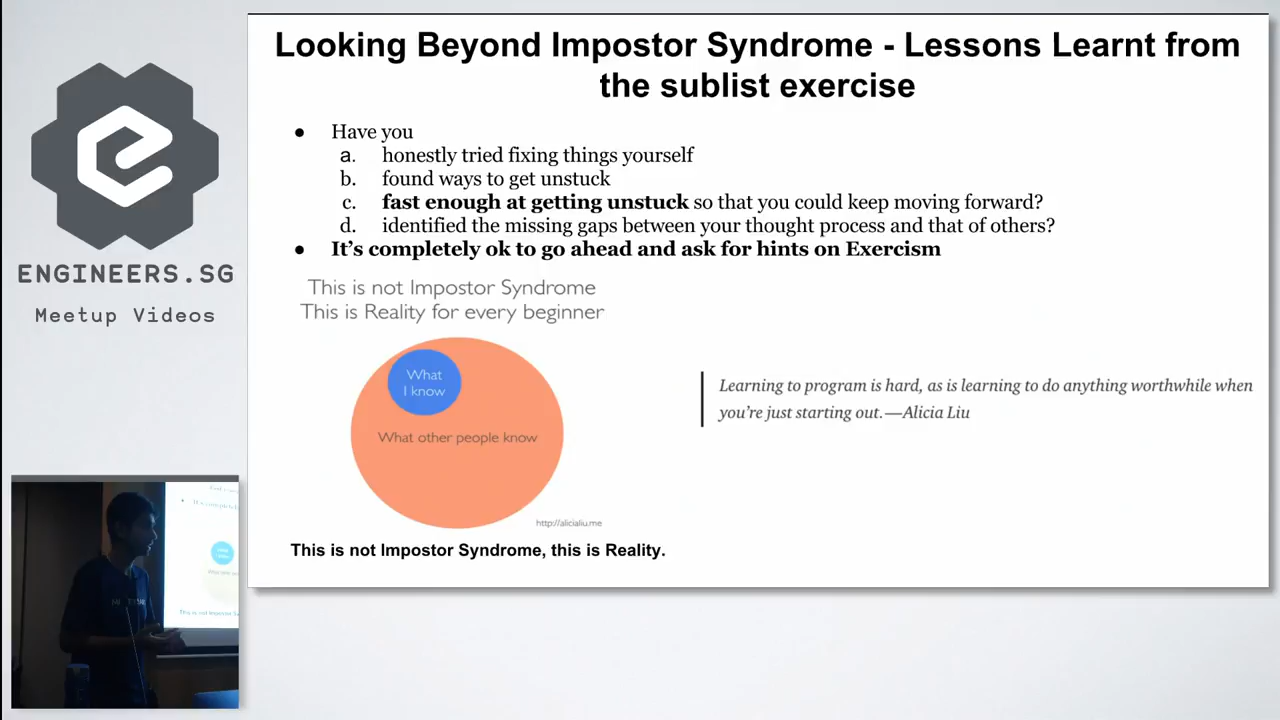 Looking Beyond Impostor Syndrome - Lessons Learnt from
the sublist exercise
● Have you
a. honestly tried fixing things yourself
b. found ways to get unstuck
c. fast enough at getting unstuck so that you could keep moving forward?
d. identified the missing gaps between your thought process and that of others?
● It's completely ok to go ahead and ask for hints on Exercism
ENGINEERS.SG
Meetup Videos
This is not Impostor Syndrome
This is Reality for every beginner
What
I know
What other people know
http://alicialiu.me
Learning to program is hard, as is learning to do anything worthwhile when
you're just starting out.—Alicia Liu
This is not Impostor Syndrome, this is Reality.